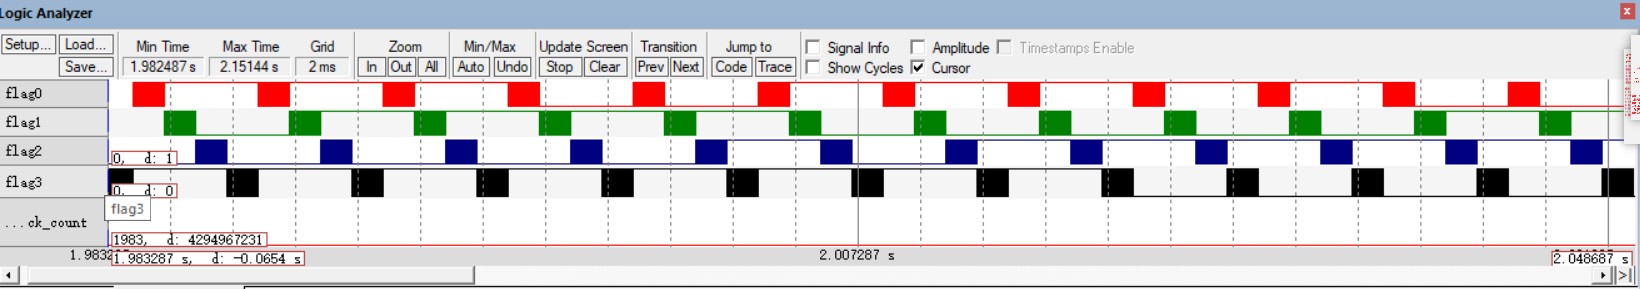 Logic Analyzer
Setup... Load... Min Time Max Time Grid Zoom Min/Max Update Screen Transition Jump to Signal Info Amplitude Timestamps Enable
Save... 1.982487 s 2.15144 s 2 ms In Out All Auto Undo Stop Clear Prev Next Code Trace Show Cycles Cursor
flag0
flag1
flag2
0, d: 1
flag3
0, d: 0
flag3
...ck_count
1983, d: 4294967231
1.9832
1.983287 s, d: -0.0654 s
2.007287 s
2.048687 s